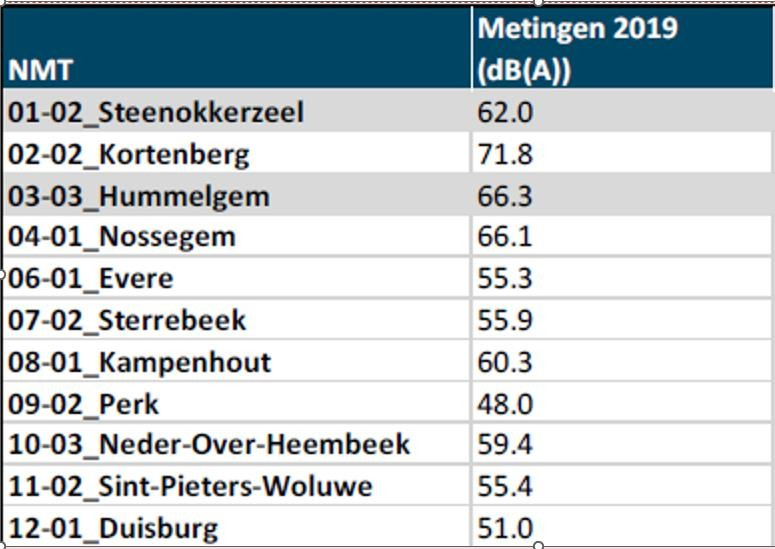 NMT Metingen 2019 (dB(A))
01-02_Steenokkerzeel 62.0
02-02_Kortenberg 71.8
03-03_Hummelgem 66.3
04-01_Nossegem 66.1
06-01_Evere 55.3
07-02_Sterrebeek 55.9
08-01_Kampenhout 60.3
09-02_Perk 48.0
10-03_Neder-Over-Heembeek 59.4
11-02_Sint-Pieters-Woluwe 55.4
12-01_Duisburg 51.0